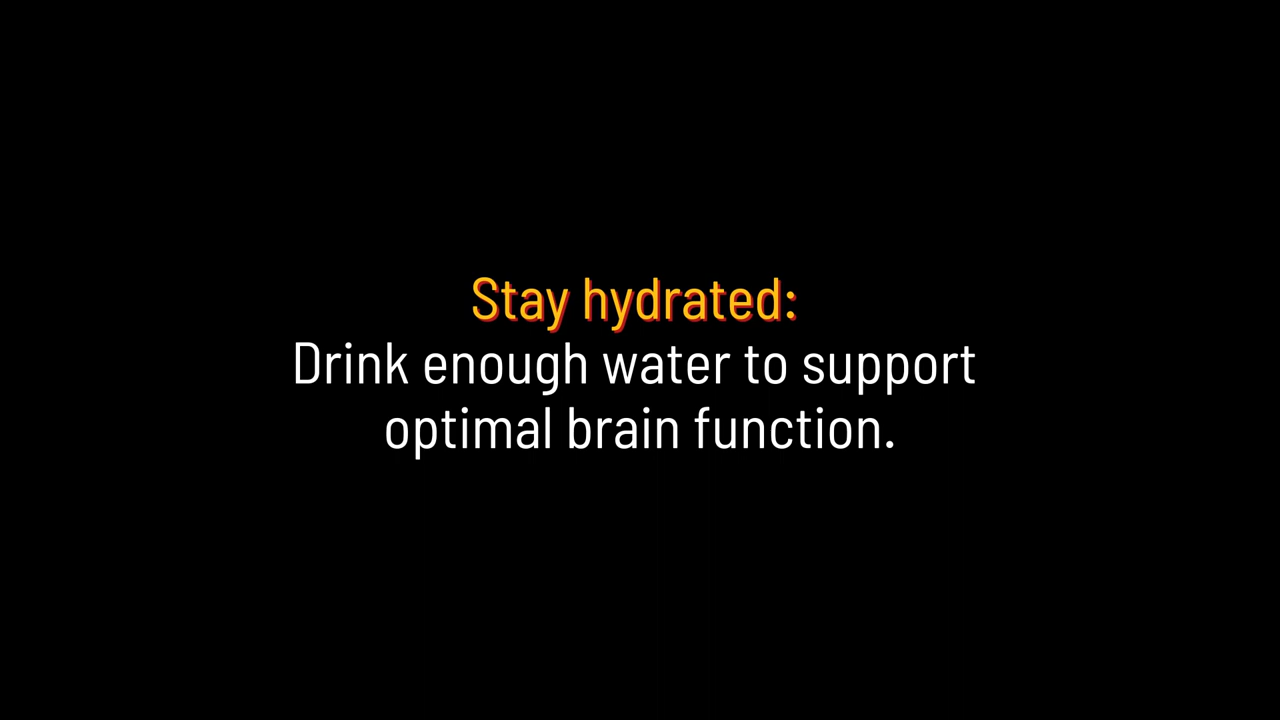 Stay hydrated:
Drink enough water to support
optimal brain function.